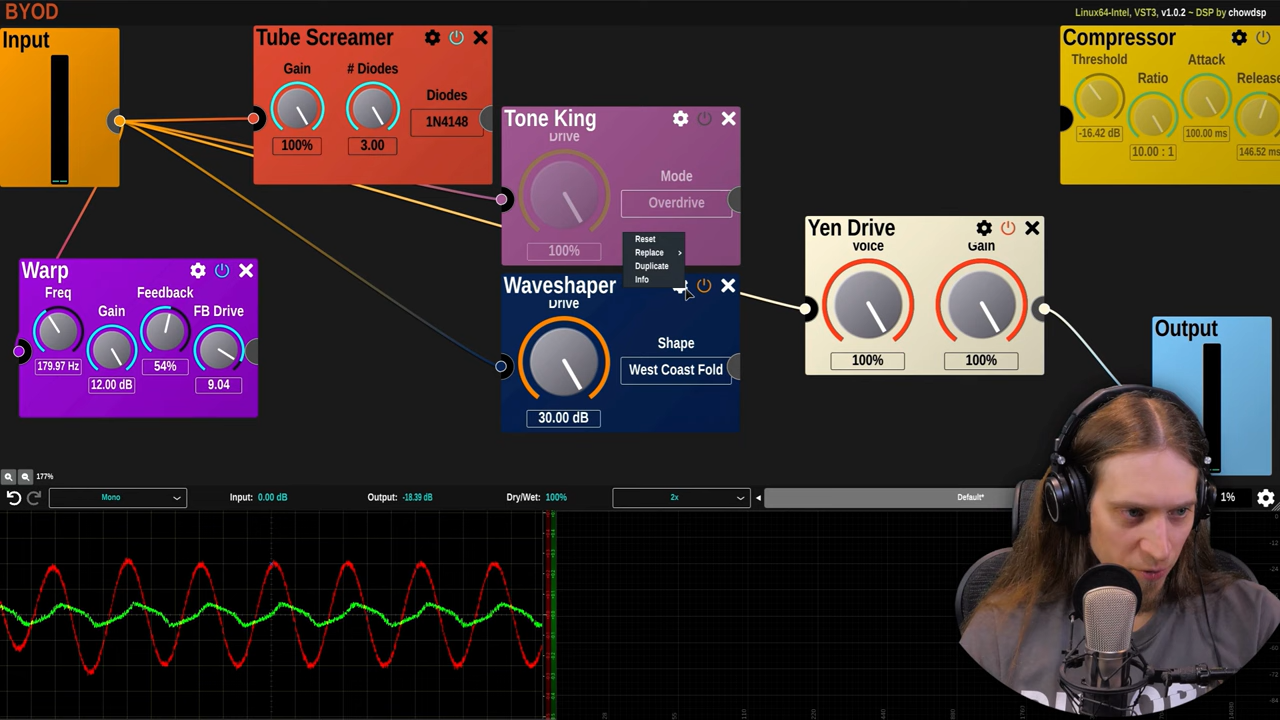 BYOD
Linux64-Intel, VST3, v1.0.2 ~ DSP by chowdsp
Input
Tube Screamer
Gain
# Diodes
Diodes
1N4148
100%
3.00
Compressor
Threshold
Ratio
Attack
Release
-16.42 dB
10.00 : 1
100.00 ms
146.52 ms
Tone King
Drive
Mode
Overdrive
100%
Reset
Replace >
Duplicate
Info
Waveshaper
Drive
Shape
West Coast Fold
30.00 dB
Yen Drive
Voice
Gain
100%
100%
Warp
Freq
Gain
Feedback
FB Drive
179.97 Hz
12.00 dB
54%
9.04
Output
177%
Mono
Input: 0.00 dB
Output: -18.39 dB
Dry/Wet: 100%
2x
Default*
1%